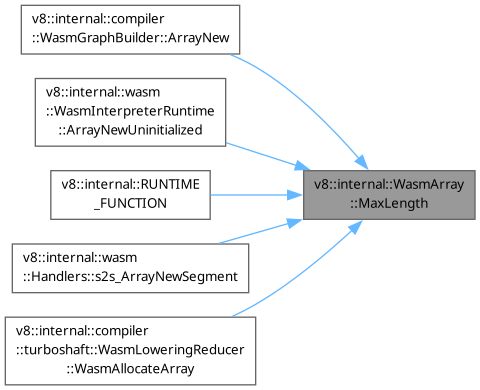 v8::internal::compiler
::WasmGraphBuilder::ArrayNew
v8::internal::wasm
::WasmInterpreterRuntime
::ArrayNewUninitialized
v8::internal::RUNTIME
_FUNCTION
v8::internal::WasmArray
::MaxLength
v8::internal::wasm
::Handlers::s2s_ArrayNewSegment
v8::internal::compiler
::turboshaft::WasmLoweringReducer
::WasmAllocateArray